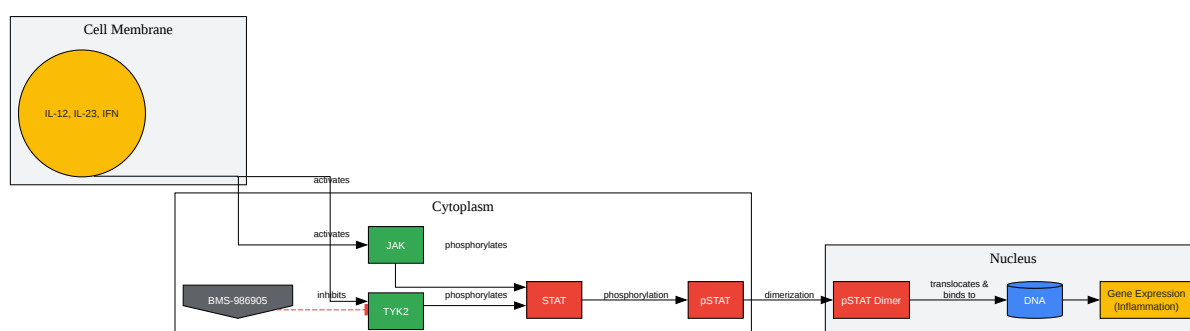 Cell Membrane
IL-12, IL-23, IFN
activates
Cytoplasm
activates
JAK
phosphorylates
Nucleus
BMS-986905
inhibits
TYK2
phosphorylates
STAT
phosphorylation
pSTAT
dimerization
pSTAT Dimer
translocates &
binds to
DNA
Gene Expression
(Inflammation)